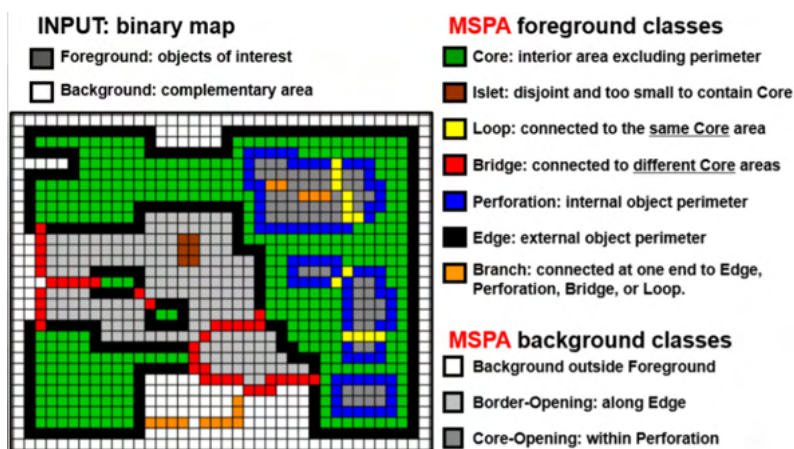 INPUT: binary map
Foreground: objects of interest
Background: complementary area
MSPA foreground classes
Core: interior area excluding perimeter
Islet: disjoint and too small to contain Core
Loop: connected to the same Core area
Bridge: connected to different Core areas
Perforation: internal object perimeter
Edge: external object perimeter
Branch: connected at one end to Edge,
Perforation, Bridge, or Loop.
MSPA background classes
Background outside Foreground
Border-Opening: along Edge
Core-Opening: within Perforation